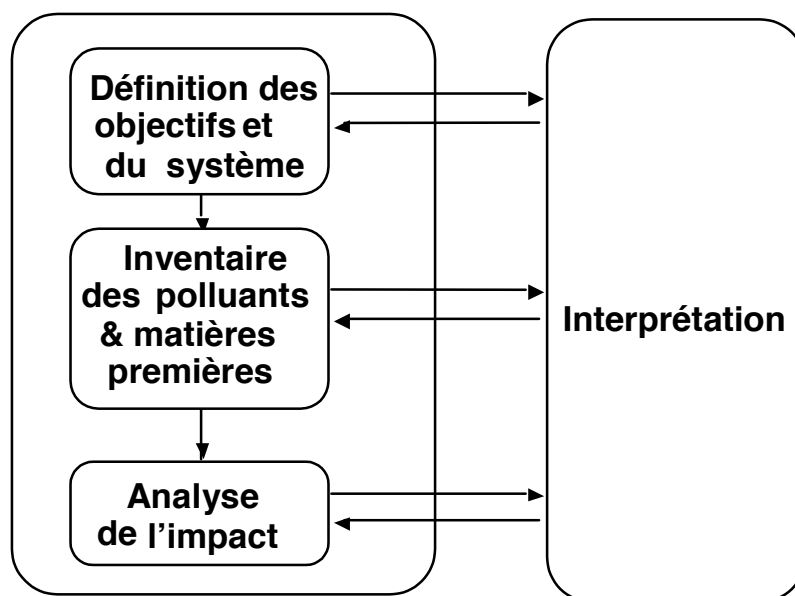 Définition des
objectifs et
du système
Inventaire
des polluants
& matières
premières
Analyse
de l'impact
Interprétation